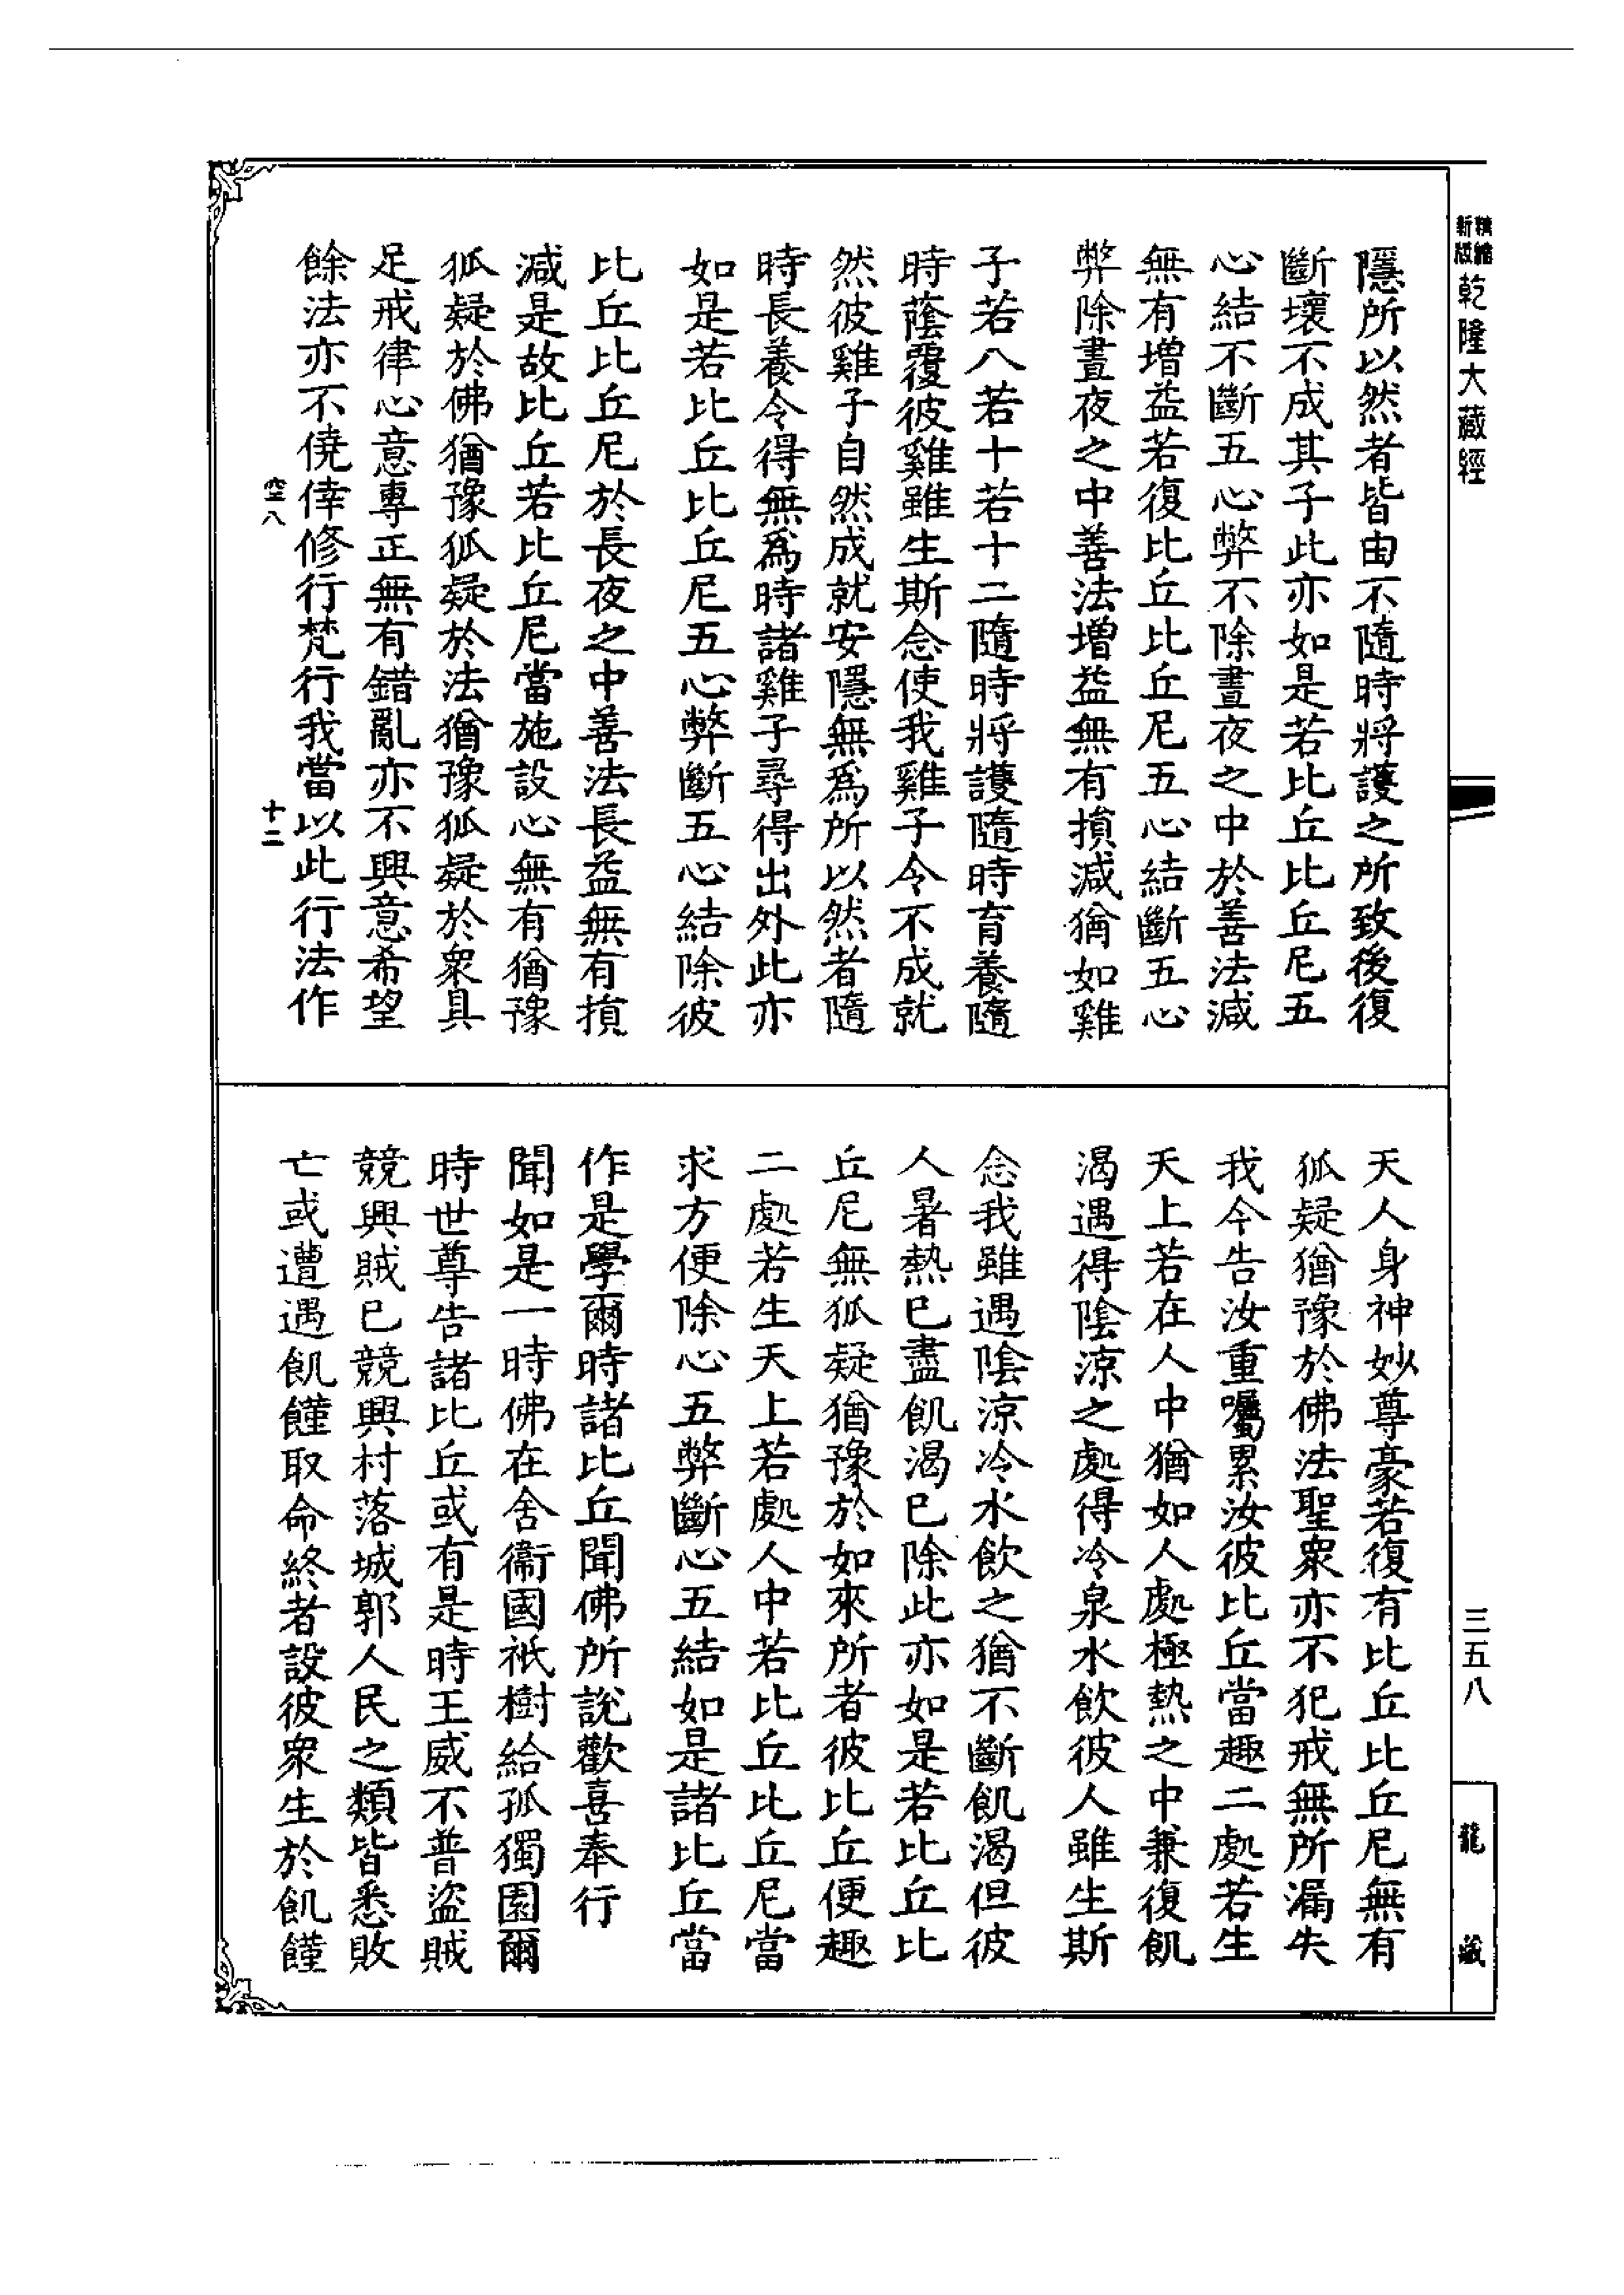 精縮新版乾隆大藏經
隱所以然者皆由不隨時將護之所致後復
斷壞不成其子此亦如是若比丘比丘尼五
心結不斷五心弊不除晝夜之中於善法減
無有增益若復比丘比丘尼五心結斷五心
弊除晝夜之中善法增益無有損減猶如雞
子若八若十若十二隨時將護隨時育養隨
時蔭覆彼雞雖生斯念使我雞子令不成就
然彼雞子自然成就安隱無為所以然者隨
時長養令得無為時諸雞子尋得出外此亦
如是若比丘比丘尼五心弊斷五心結除彼
比丘比丘尼於長夜之中善法長益無有損
減是故比丘若比丘尼當施設心無有猶豫
狐疑於佛猶豫狐疑於法猶豫狐疑於眾具
足戒律心意專正無有錯亂亦不興意希望
餘法亦不僥倖修行梵行我當以此行法作
空八 十二
天人身神妙尊豪若復有比丘比丘尼無有
狐疑猶豫於佛法聖眾亦不犯戒無所漏失
我今告汝重囑累汝彼比丘當趣二處若生
天上若在人中猶如人處極熱之中兼復飢
渴遇得陰涼之處得冷泉水飲彼人雖生斯
念我雖遇陰涼冷水飲之猶不斷飢渴但彼
人暑熱已盡飢渴已除此亦如是若比丘比
丘尼無狐疑猶豫於如來所者彼比丘便趣
二處若生天上若處人中若比丘比丘尼當
求方便除心五弊斷心五結如是諸比丘當
作是學爾時諸比丘聞佛所說歡喜奉行
聞如是一時佛在舍衞國祇樹給孤獨園爾
時世尊告諸比丘或有是時王威不普盜賊
競興賊已競興村落城郭人民之類皆悉敗
亡或遭遇飢饉取命終者設彼眾生於飢饉
三五八
龍藏